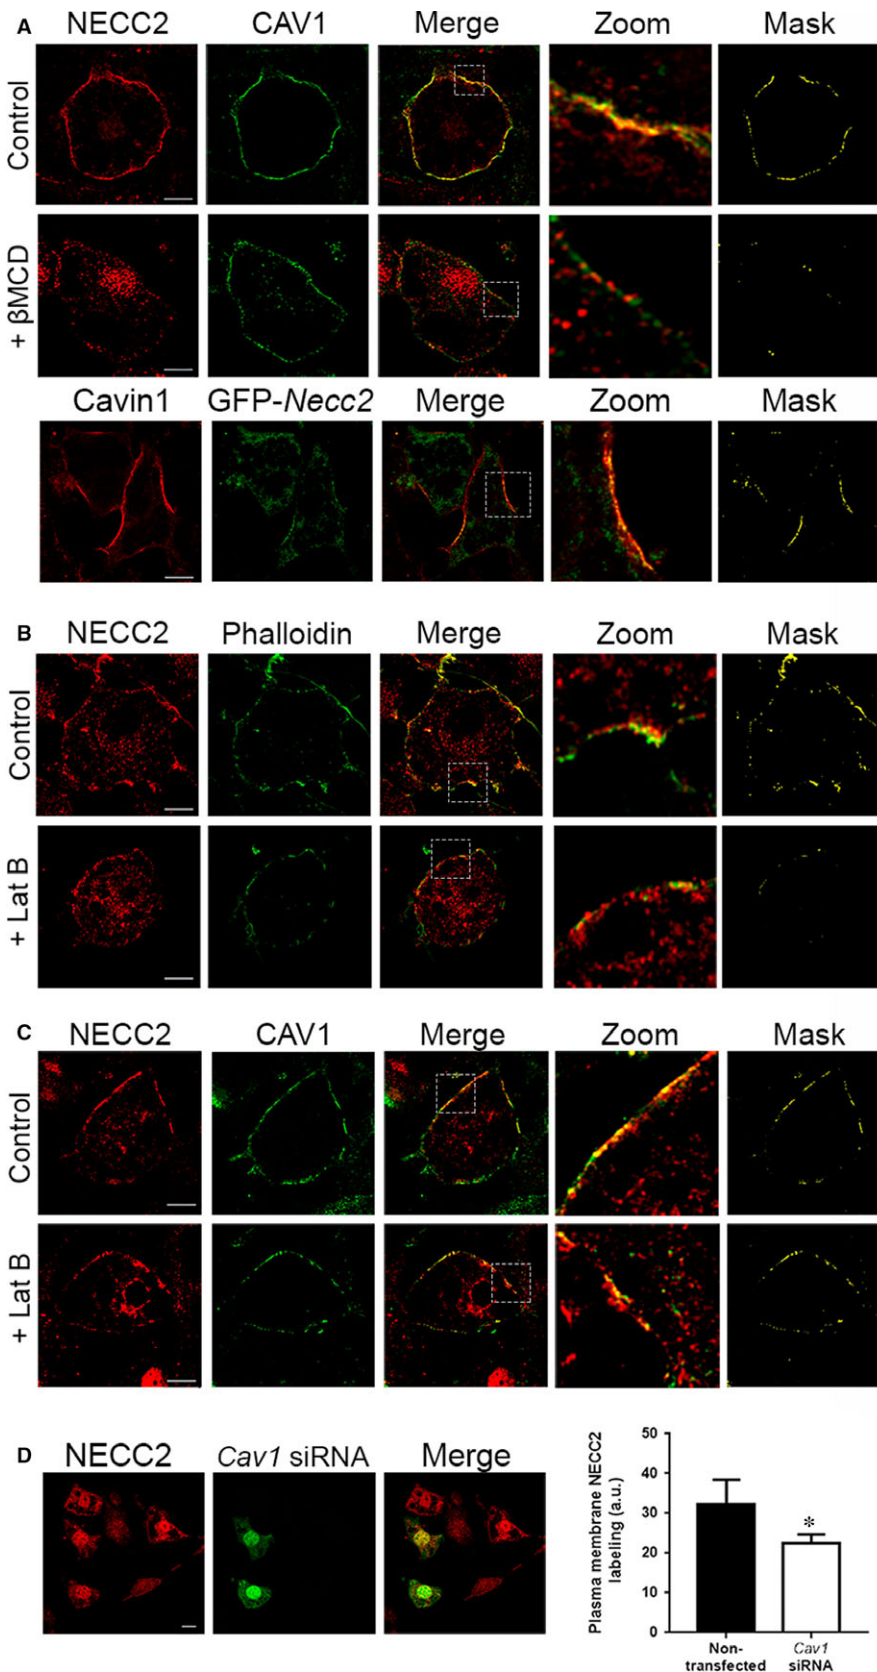 A
NECC2 CAV1 Merge Zoom Mask
Control
+ βMCD
Cavin1 GFP-Necc2 Merge Zoom Mask
B
NECC2 Phalloidin Merge Zoom Mask
Control
+ Lat B
C
NECC2 CAV1 Merge Zoom Mask
Control
+ Lat B
D
NECC2 Cav1 siRNA Merge
Plasma membrane NECC2
labeling (a.u.)
50
40
30
20
10
0
*
Non-
transfected
Cav1
siRNA